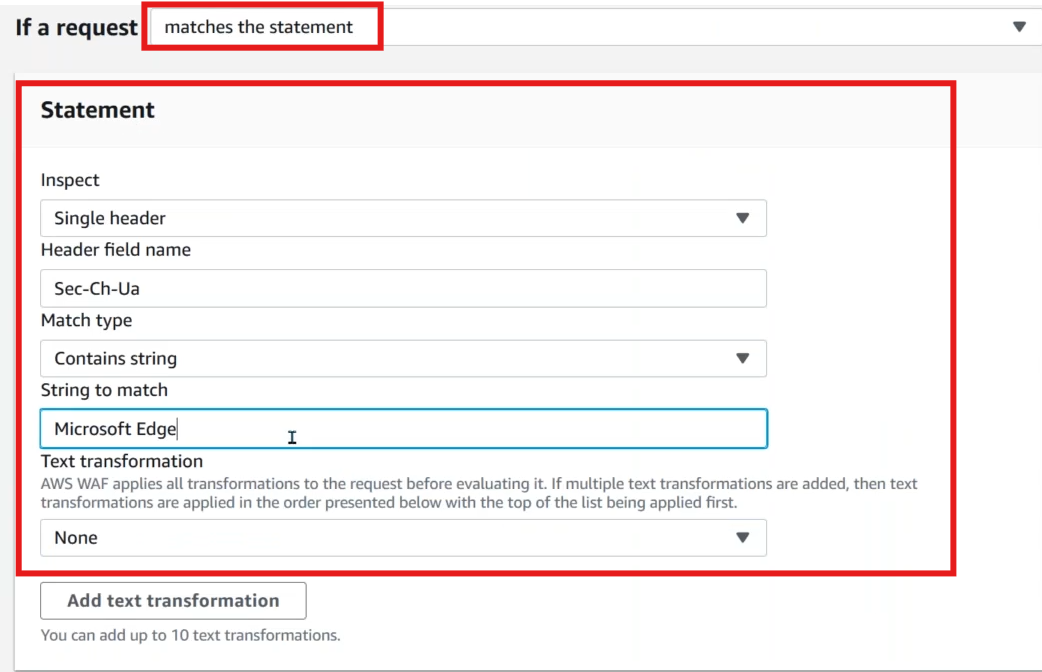 If a request
matches the statement
Statement
Inspect
Single header
Header field name
Sec-Ch-Ua
Match type
Contains string
String to match
Microsoft Edge
Text transformation
AWS WAF applies all transformations to the request before evaluating it. If multiple text transformations are added, then text
transformations are applied in the order presented below with the top of the list being applied first.
None
Add text transformation
You can add up to 10 text transformations.